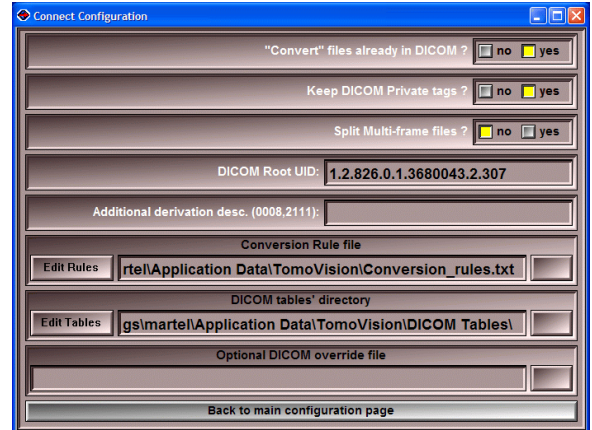 Connect Configuration
"Convert" files already in DICOM ? no yes
Keep DICOM Private tags ? no yes
Split Multi-frame files ? no yes
DICOM Root UID: 1.2.826.0.1.3680043.2.307
Additional derivation desc. (0008,2111):
Conversion Rule file
Edit Rules rtel\Application Data\TomoVision\Conversion_rules.txt
DICOM tables' directory
Edit Tables gs\martel\Application Data\TomoVision\DICOM Tables\
Optional DICOM override file
Back to main configuration page